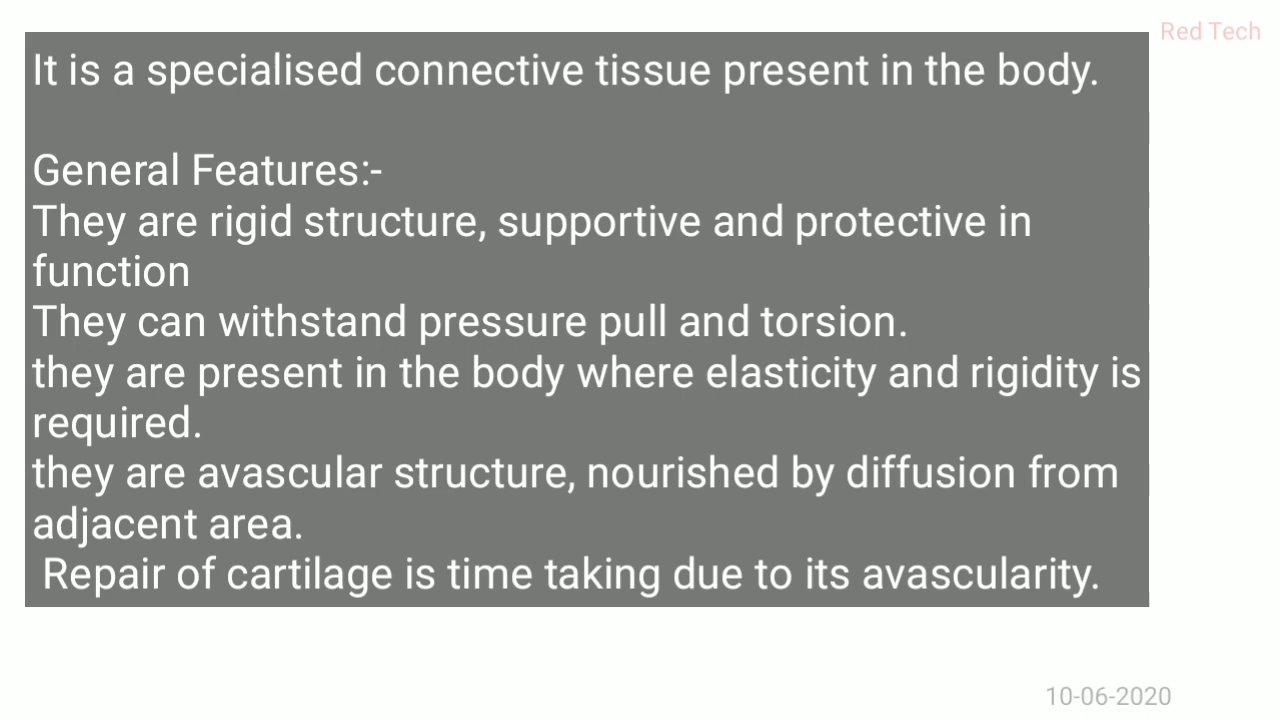 Red Tech
It is a specialised connective tissue present in the body.
General Features:-
They are rigid structure, supportive and protective in
function
They can withstand pressure pull and torsion.
they are present in the body where elasticity and rigidity is
required.
they are avascular structure, nourished by diffusion from
adjacent area.
Repair of cartilage is time taking due to its avascularity.
10-06-2020